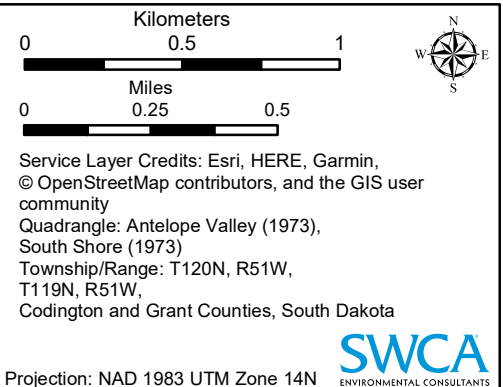 Kilometers
0 0.5 1
N
W E
S
Miles
0 0.25 0.5
Service Layer Credits: Esri, HERE, Garmin,
© OpenStreetMap contributors, and the GIS user
community
Quadrangle: Antelope Valley (1973),
South Shore (1973)
Township/Range: T120N, R51W,
T119N, R51W,
Codington and Grant Counties, South Dakota
SWCA
ENVIRONMENTAL CONSULTANTS
Projection: NAD 1983 UTM Zone 14N